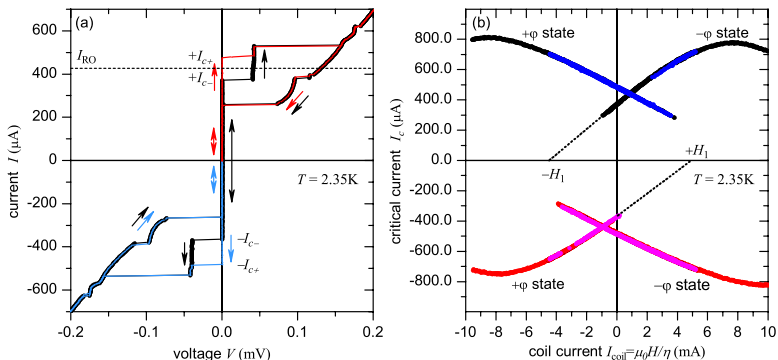 (a)
(b)
600
400
200
0
-200
-400
-600
current I (μA)
I_RO
+I_c+
+I_c−
T = 2.35K
−I_c−
−I_c+
-0.2
-0.1
0.0
0.1
0.2
voltage V (mV)
800.0
600.0
400.0
200.0
0.0
-200.0
-400.0
-600.0
-800.0
critical current I_c (μA)
+φ state
−φ state
+H₁
−H₁
T = 2.35K
+φ state
−φ state
-10
-8
-6
-4
-2
0
2
4
6
8
10
coil current I_coil=μ₀H/η (mA)